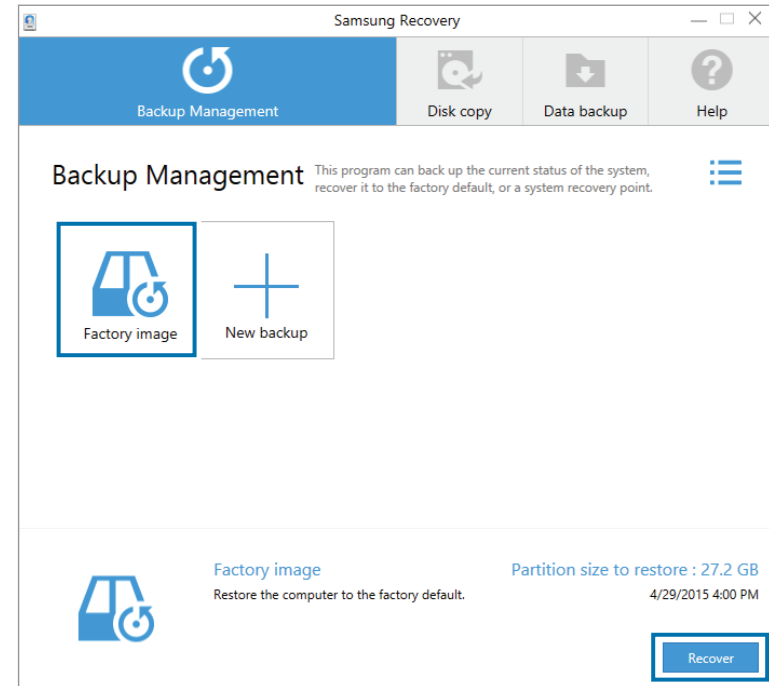 Samsung Recovery
Backup Management
Disk copy
Data backup
Help
Backup Management
This program can back up the current status of the system,
recover it to the factory default, or a system recovery point.
Factory image
New backup
Factory image
Partition size to restore : 27.2 GB
Restore the computer to the factory default.
4/29/2015 4:00 PM
Recover